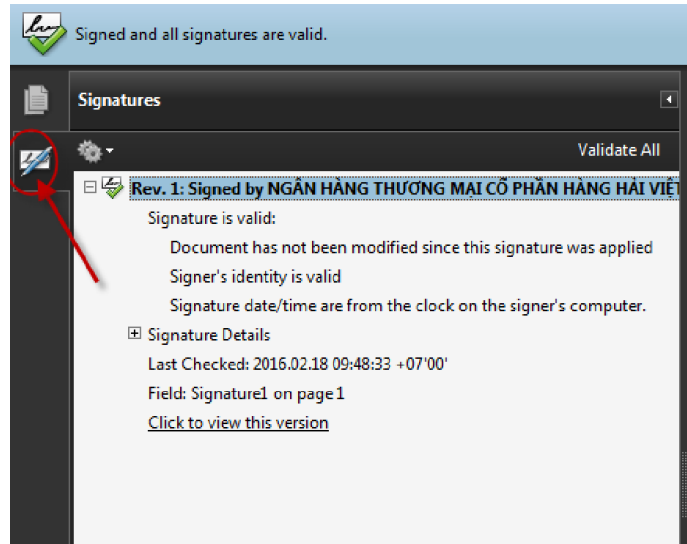 Signed and all signatures are valid.
Signatures
Validate All
Rev. 1: Signed by NGÂN HÀNG THƯƠNG MẠI CỔ PHẦN HÀNG HẢI VIỆT
Signature is valid:
Document has not been modified since this signature was applied
Signer's identity is valid
Signature date/time are from the clock on the signer's computer.
Signature Details
Last Checked: 2016.02.18 09:48:33 +07'00'
Field: Signature1 on page 1
Click to view this version